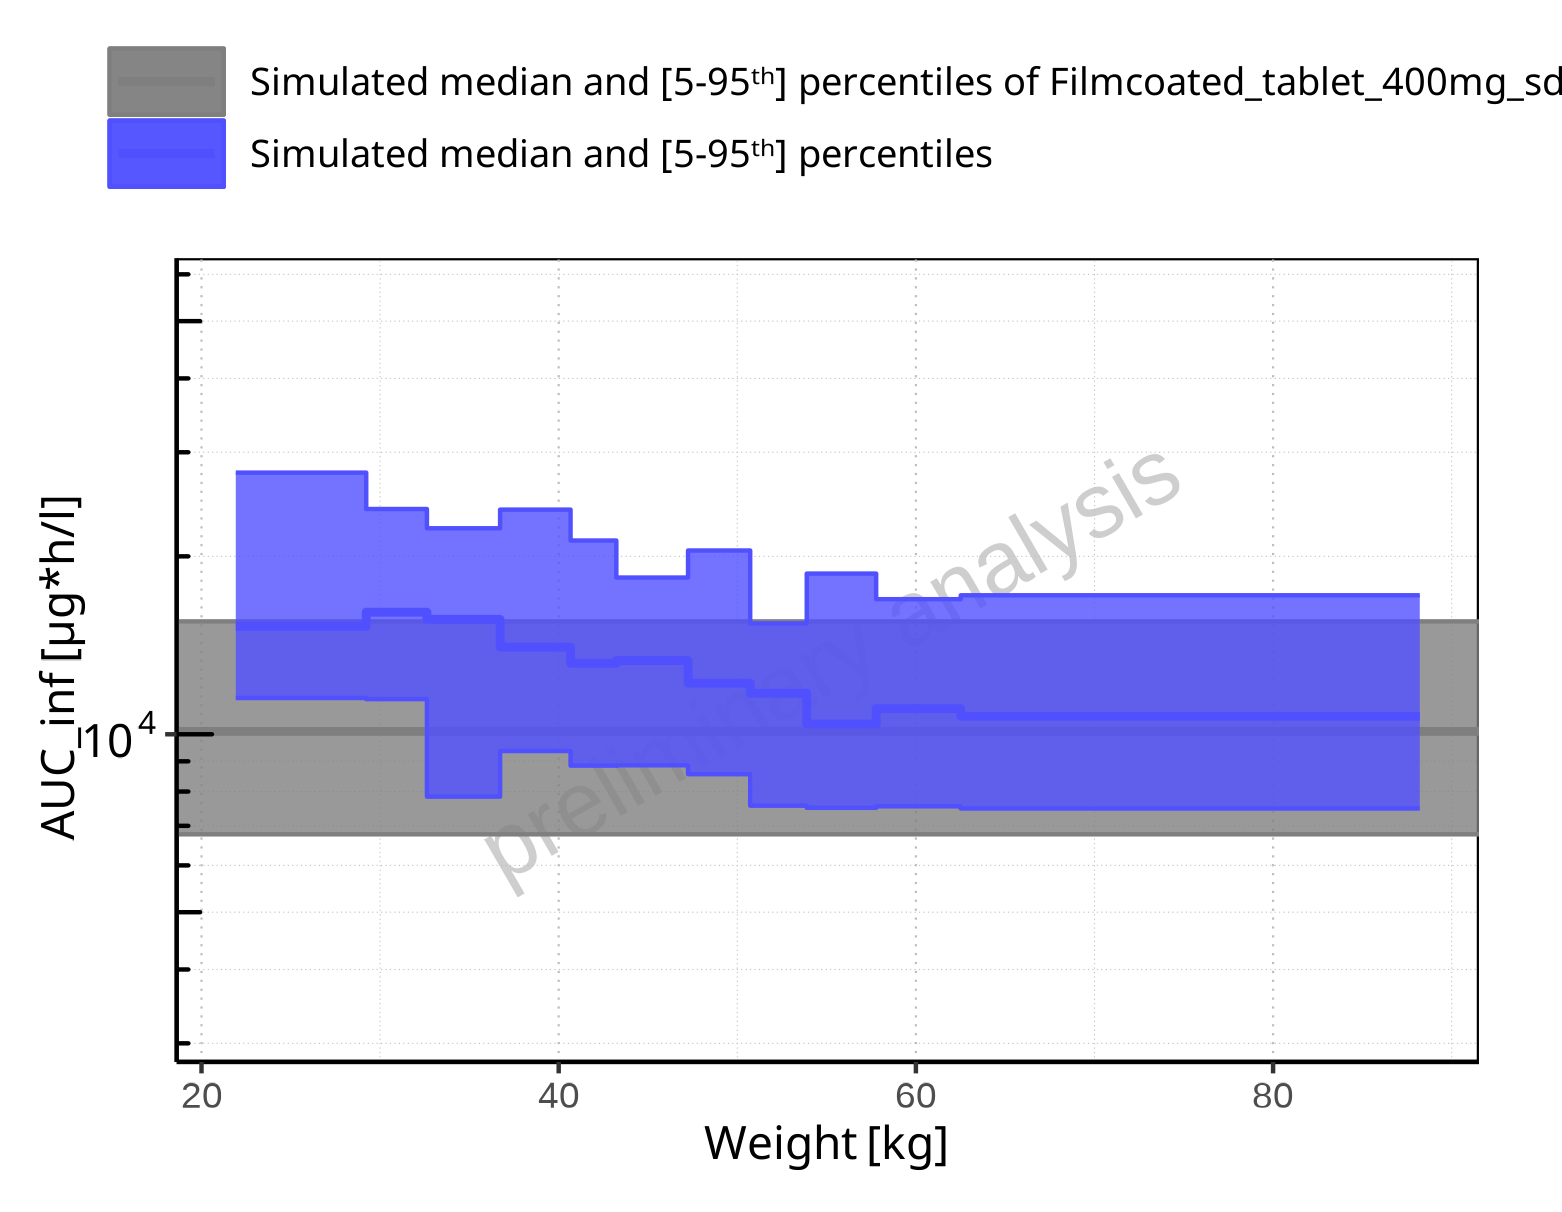 Simulated median and [5-95ᵗʰ] percentiles of Filmcoated_tablet_400mg_sd
Simulated median and [5-95ᵗʰ] percentiles
AUC_inf [µg*h/l]
10⁴
preliminary analysis
20 40 60 80
Weight [kg]